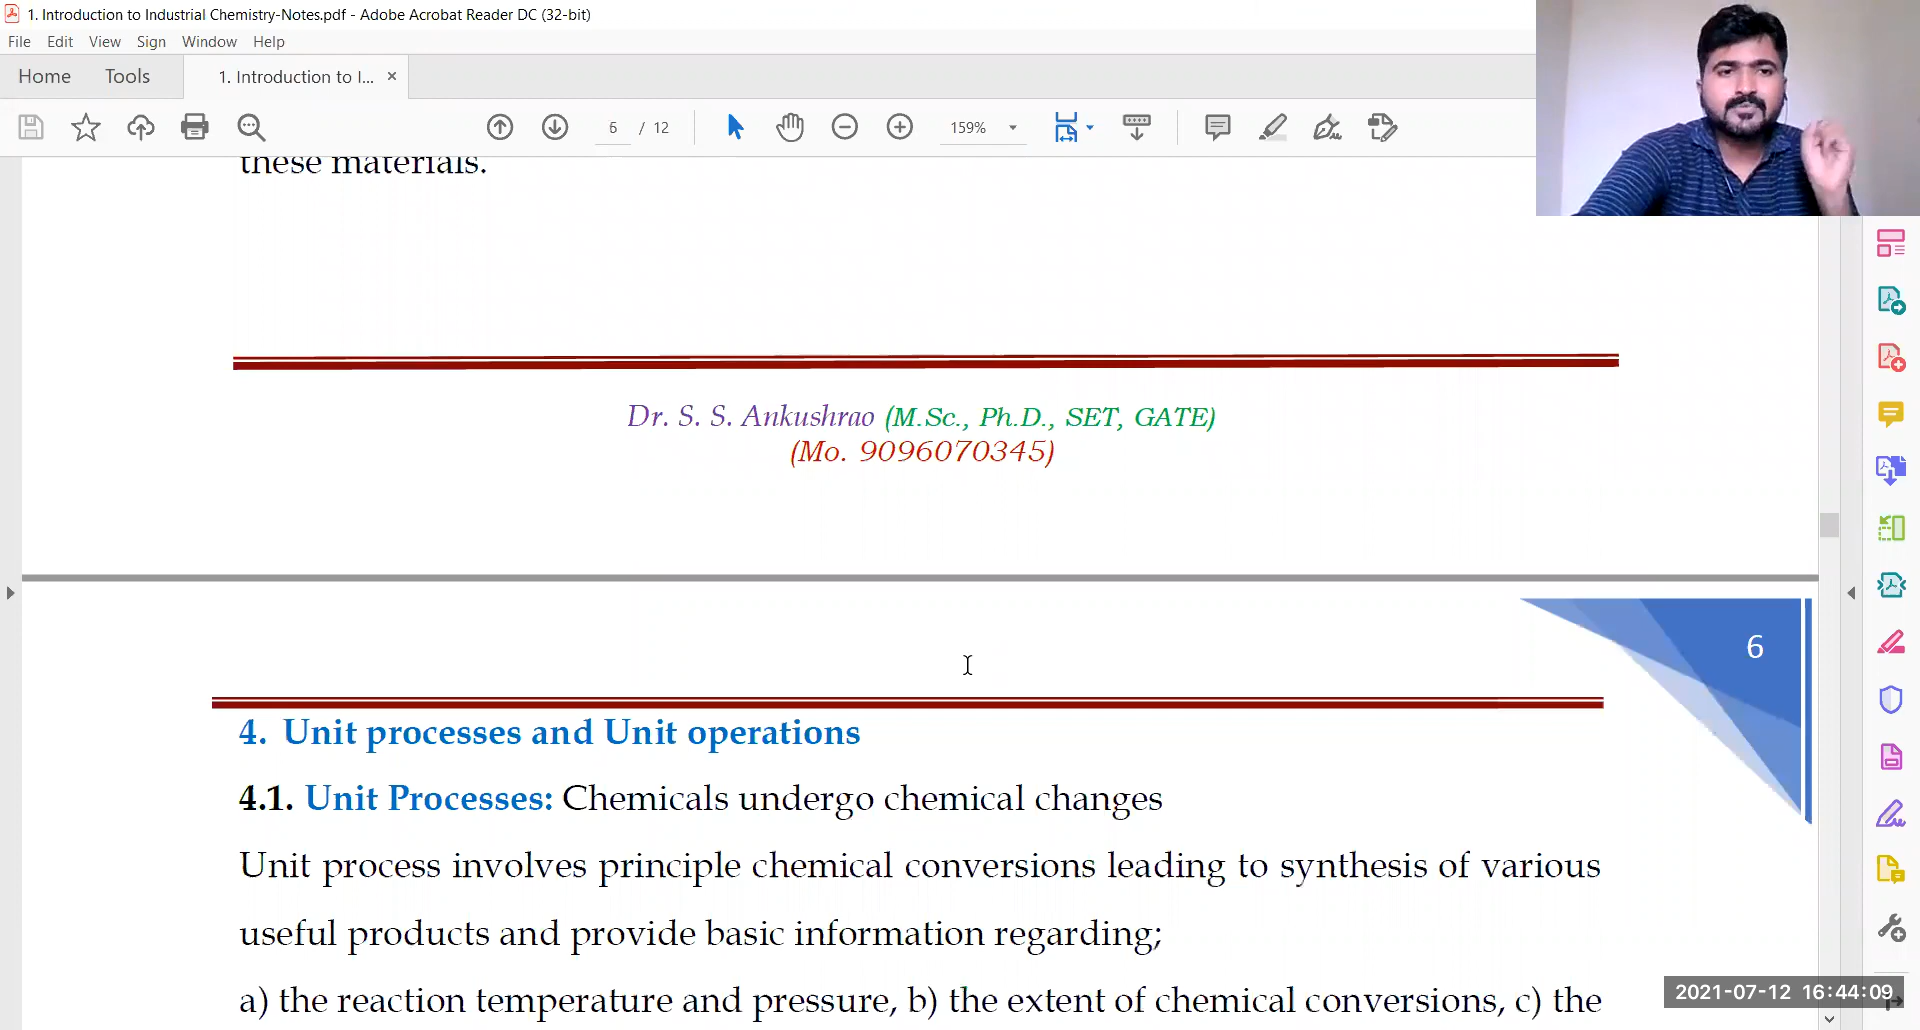 1. Introduction to Industrial Chemistry-Notes.pdf - Adobe Acrobat Reader DC (32-bit)
File Edit View Sign Window Help
Home Tools 1. Introduction to I... ×
6 / 12 159%
these materials.
Dr. S. S. Ankushrao (M.Sc., Ph.D., SET, GATE)
(Mo. 9096070345)
6
4. Unit processes and Unit operations
4.1. Unit Processes: Chemicals undergo chemical changes
Unit process involves principle chemical conversions leading to synthesis of various
useful products and provide basic information regarding;
a) the reaction temperature and pressure, b) the extent of chemical conversions, c) the
2021-07-12 16:44:09